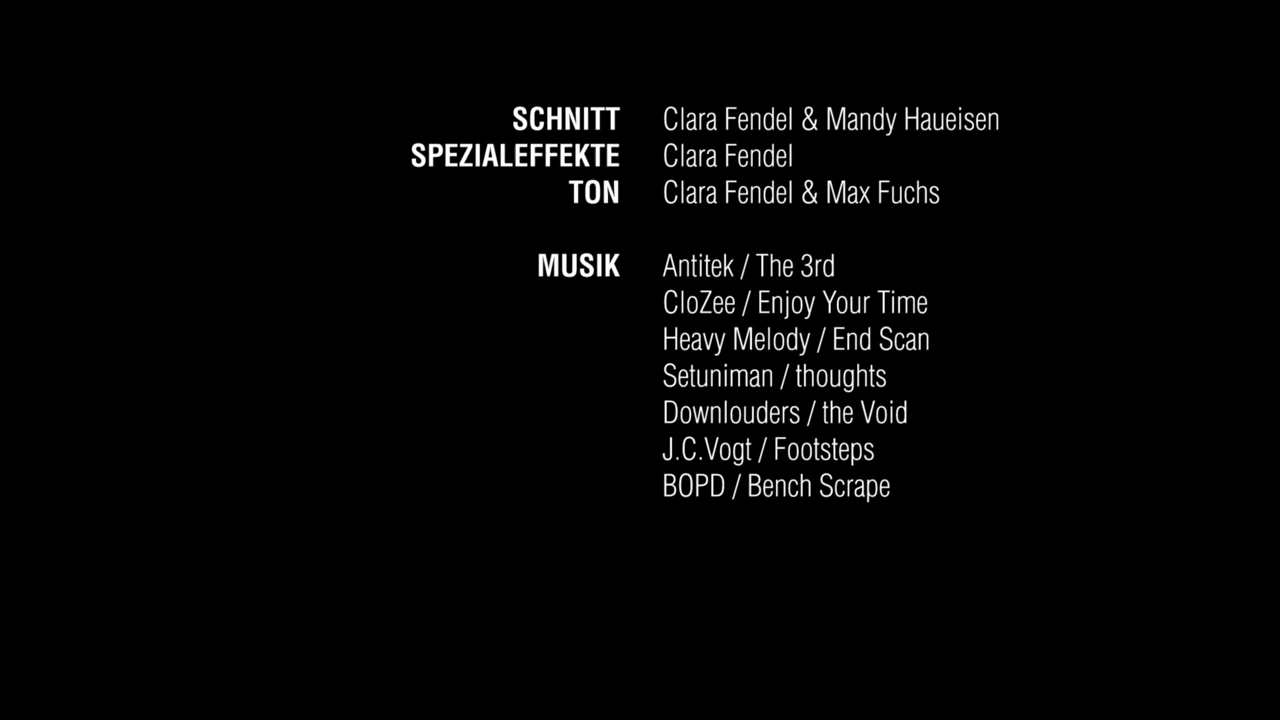 SCHNITT Clara Fendel & Mandy Haueisen
SPEZIALEFFEKTE Clara Fendel
TON Clara Fendel & Max Fuchs
MUSIK Antitek / The 3rd
CloZee / Enjoy Your Time
Heavy Melody / End Scan
Setuniman / thoughts
Downlouders / the Void
J.C.Vogt / Footsteps
BOPD / Bench Scrape